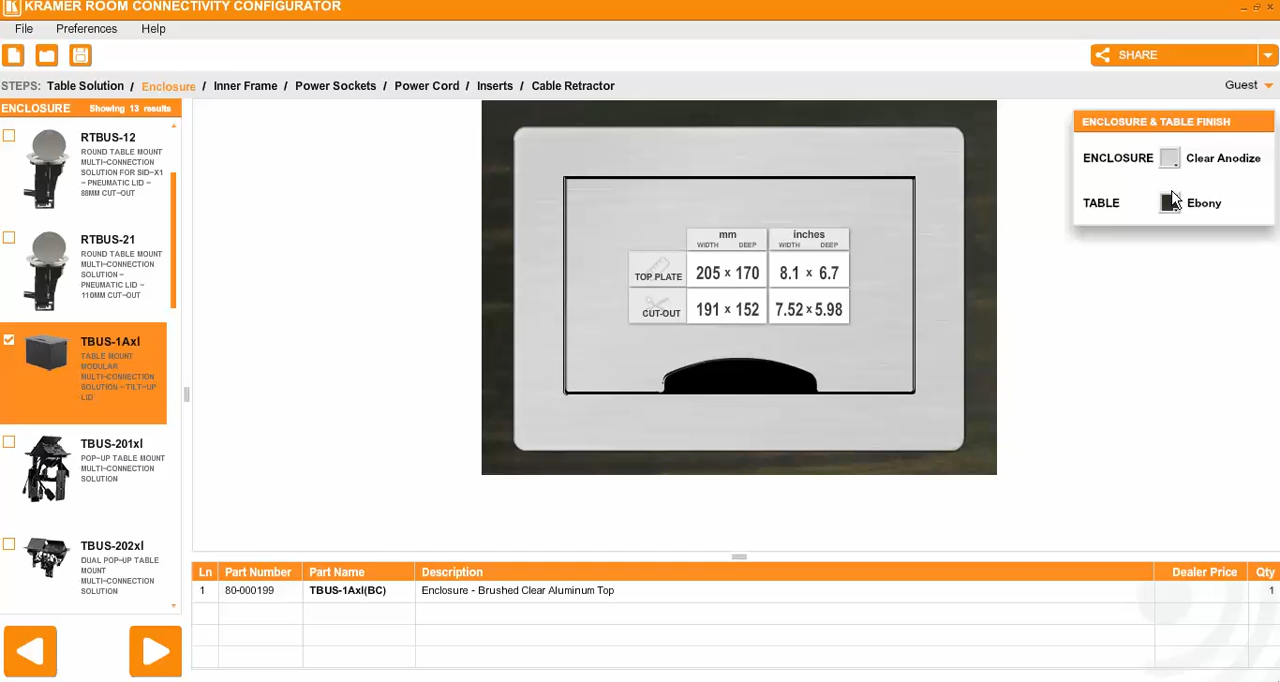 KRAMER ROOM CONNECTIVITY CONFIGURATOR
File Preferences Help
SHARE
STEPS: Table Solution / Enclosure / Inner Frame / Power Sockets / Power Cord / Inserts / Cable Retractor
Guest
ENCLOSURE Showing 13 results
RTBUS-12
ROUND TABLE MOUNT
MULTI-CONNECTION
SOLUTION FOR SID-X1
- PNEUMATIC LID -
88MM CUT-OUT
RTBUS-21
ROUND TABLE MOUNT
MULTI-CONNECTION
SOLUTION -
PNEUMATIC LID -
110MM CUT-OUT
TBUS-1Axl
TABLE MOUNT
MODULAR
MULTI-CONNECTION
SOLUTION - TILT-UP
LID
TBUS-201xl
POP-UP TABLE MOUNT
MULTI-CONNECTION
SOLUTION
TBUS-202xl
DUAL POP-UP TABLE
MOUNT
MULTI-CONNECTION
SOLUTION
mm inches
WIDTH DEEP WIDTH DEEP
TOP PLATE 205 x 170 8.1 x 6.7
CUT-OUT 191 x 152 7.52 x 5.98
ENCLOSURE & TABLE FINISH
ENCLOSURE Clear Anodize
TABLE Ebony
Ln Part Number Part Name Description Dealer Price Qty
1 80-000199 TBUS-1Axl(BC) Enclosure - Brushed Clear Aluminum Top 1